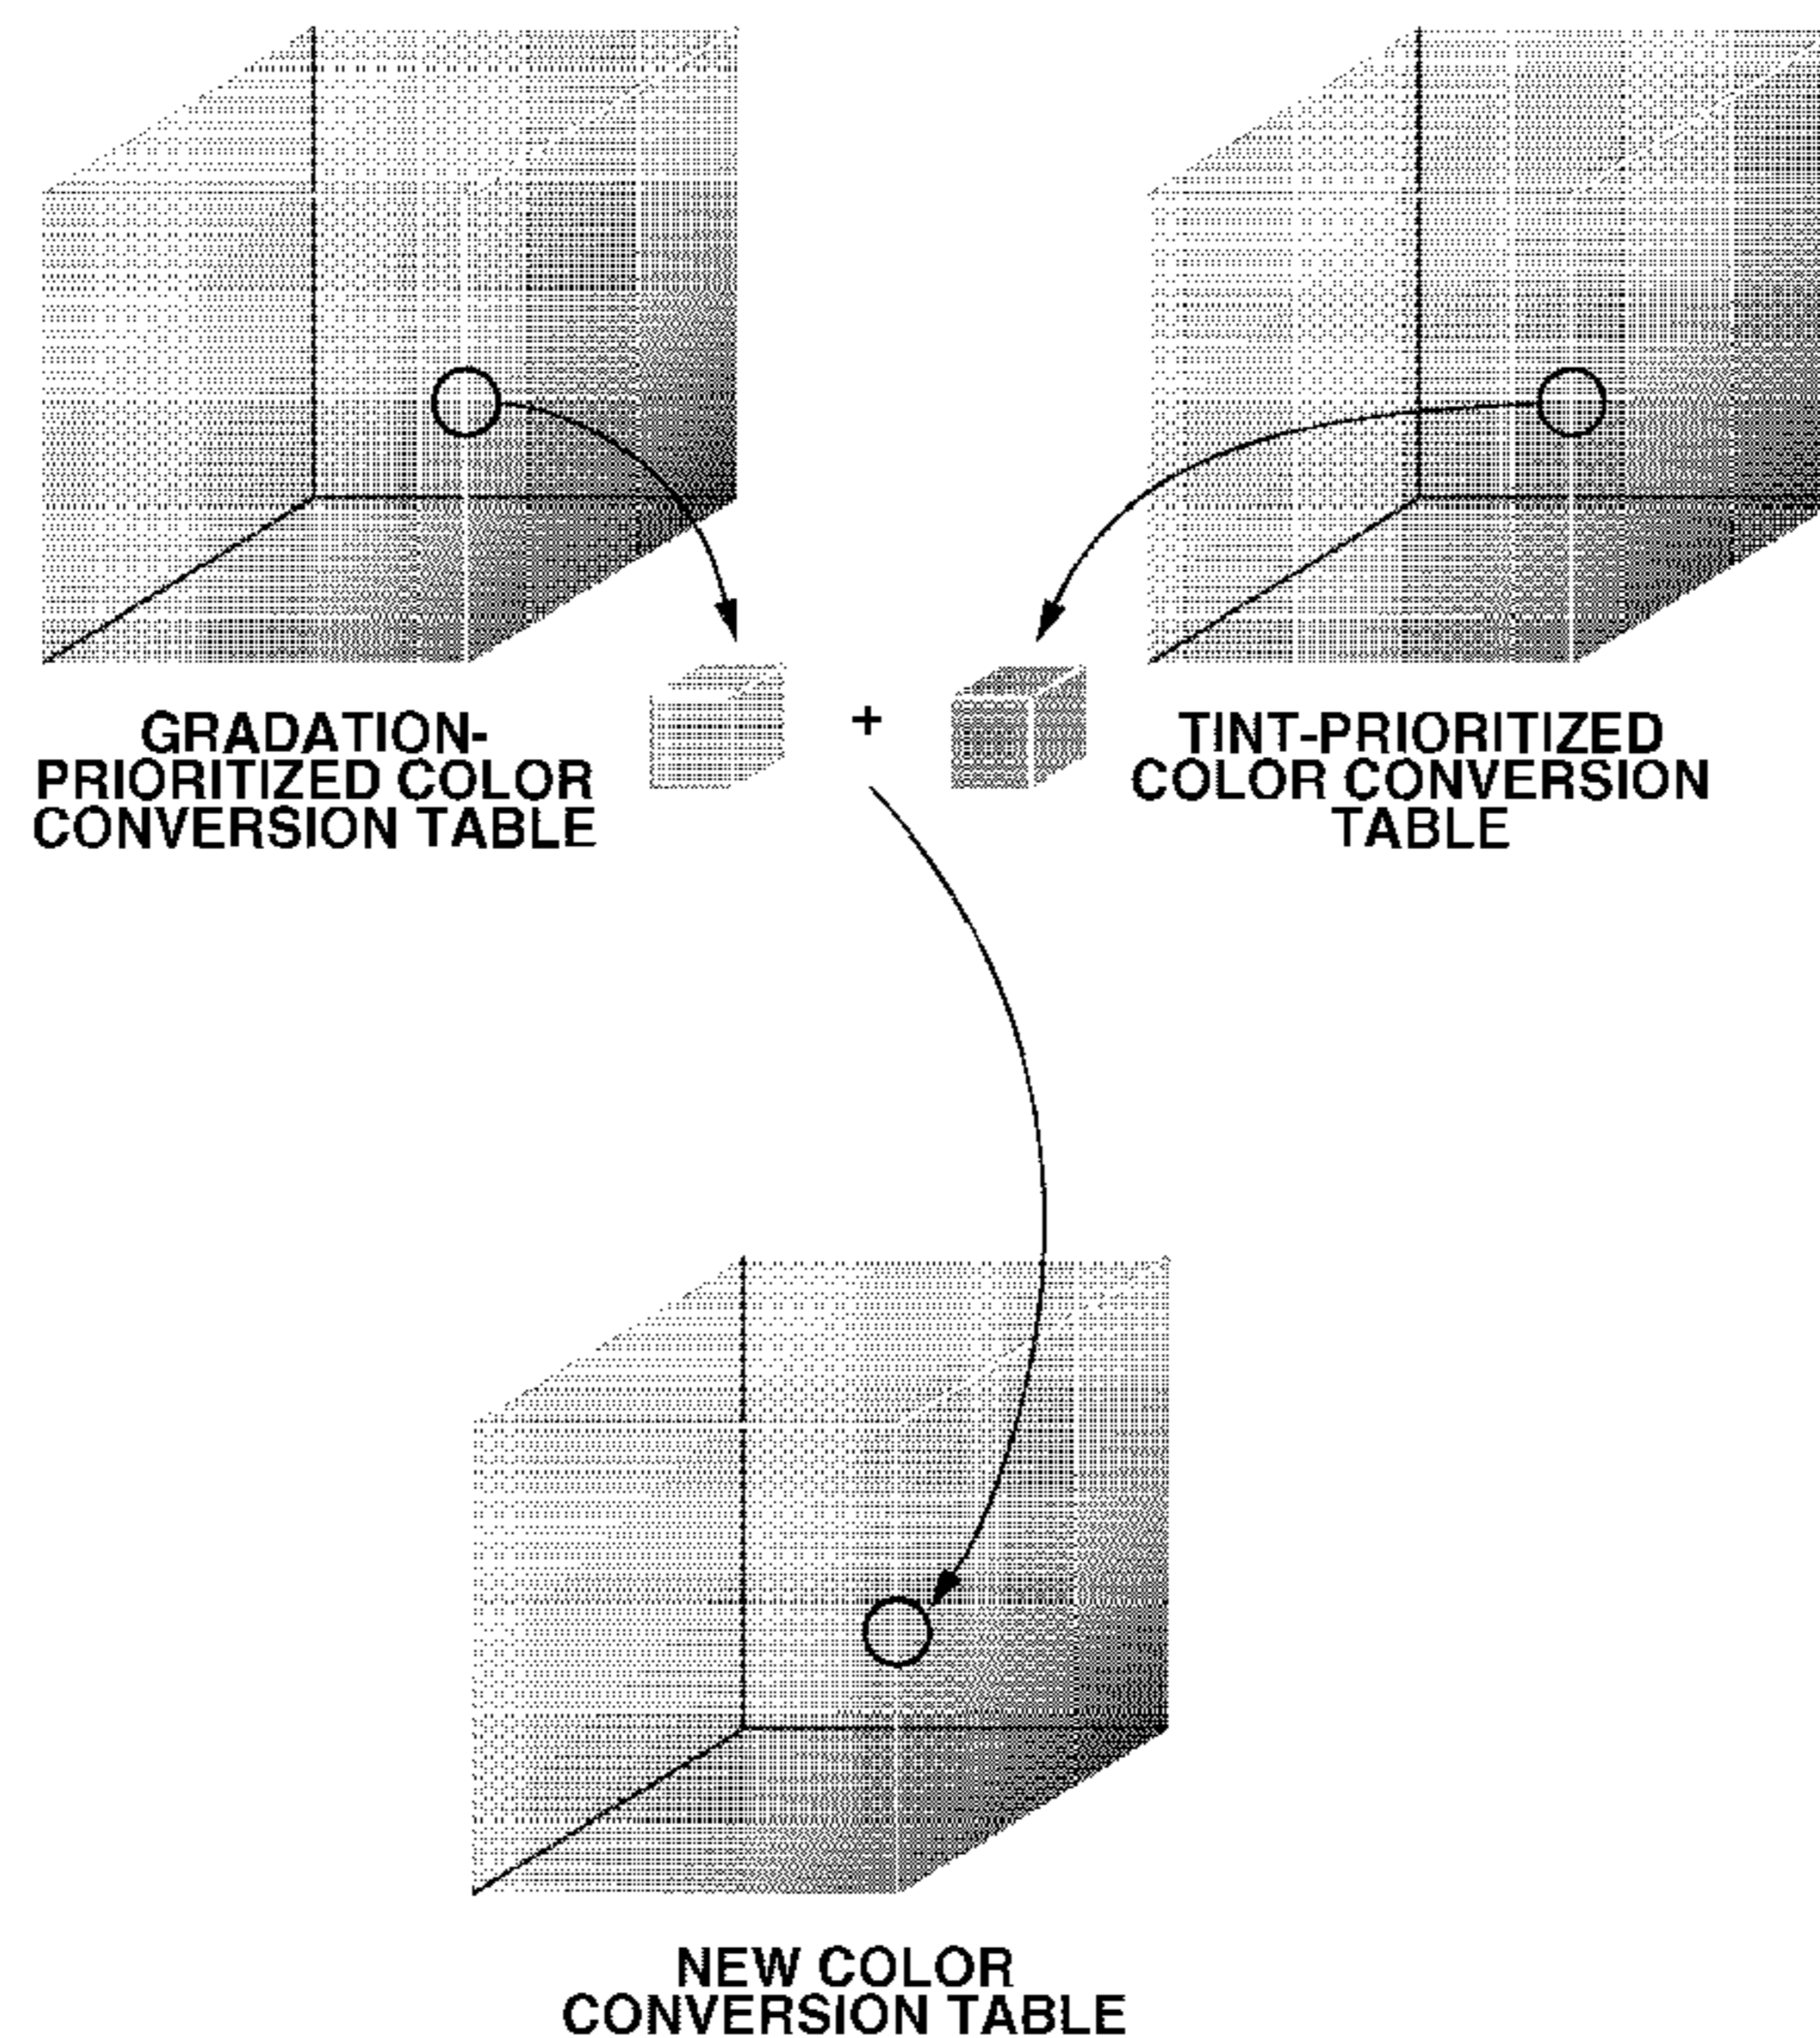 GRADATION-
PRIORITIZED COLOR
CONVERSION TABLE
+
TINT-PRIORITIZED
COLOR CONVERSION
TABLE
NEW COLOR
CONVERSION TABLE